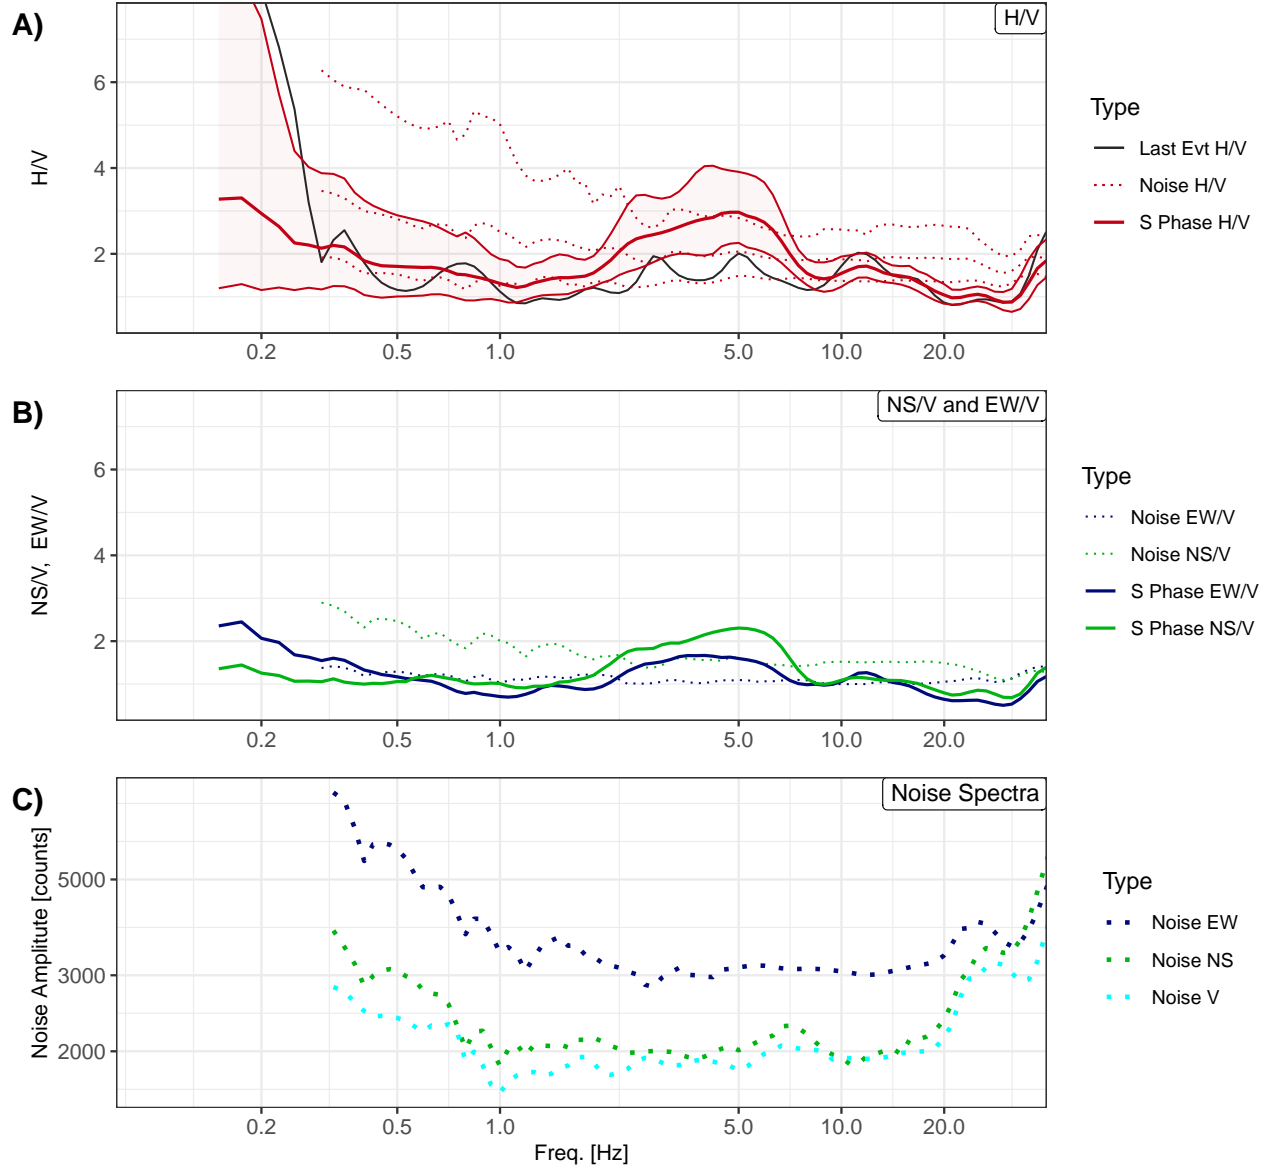 A)
H/V
6
4
2
H/V
0.2 0.5 1.0 5.0 10.0 20.0
Type
Last Evt H/V
Noise H/V
S Phase H/V
B)
NS/V and EW/V
6
4
2
NS/V, EW/V
0.2 0.5 1.0 5.0 10.0 20.0
Type
Noise EW/V
Noise NS/V
S Phase EW/V
S Phase NS/V
C)
Noise Spectra
5000
3000
2000
Noise Amplitute [counts]
0.2 0.5 1.0 5.0 10.0 20.0
Freq. [Hz]
Type
Noise EW
Noise NS
Noise V